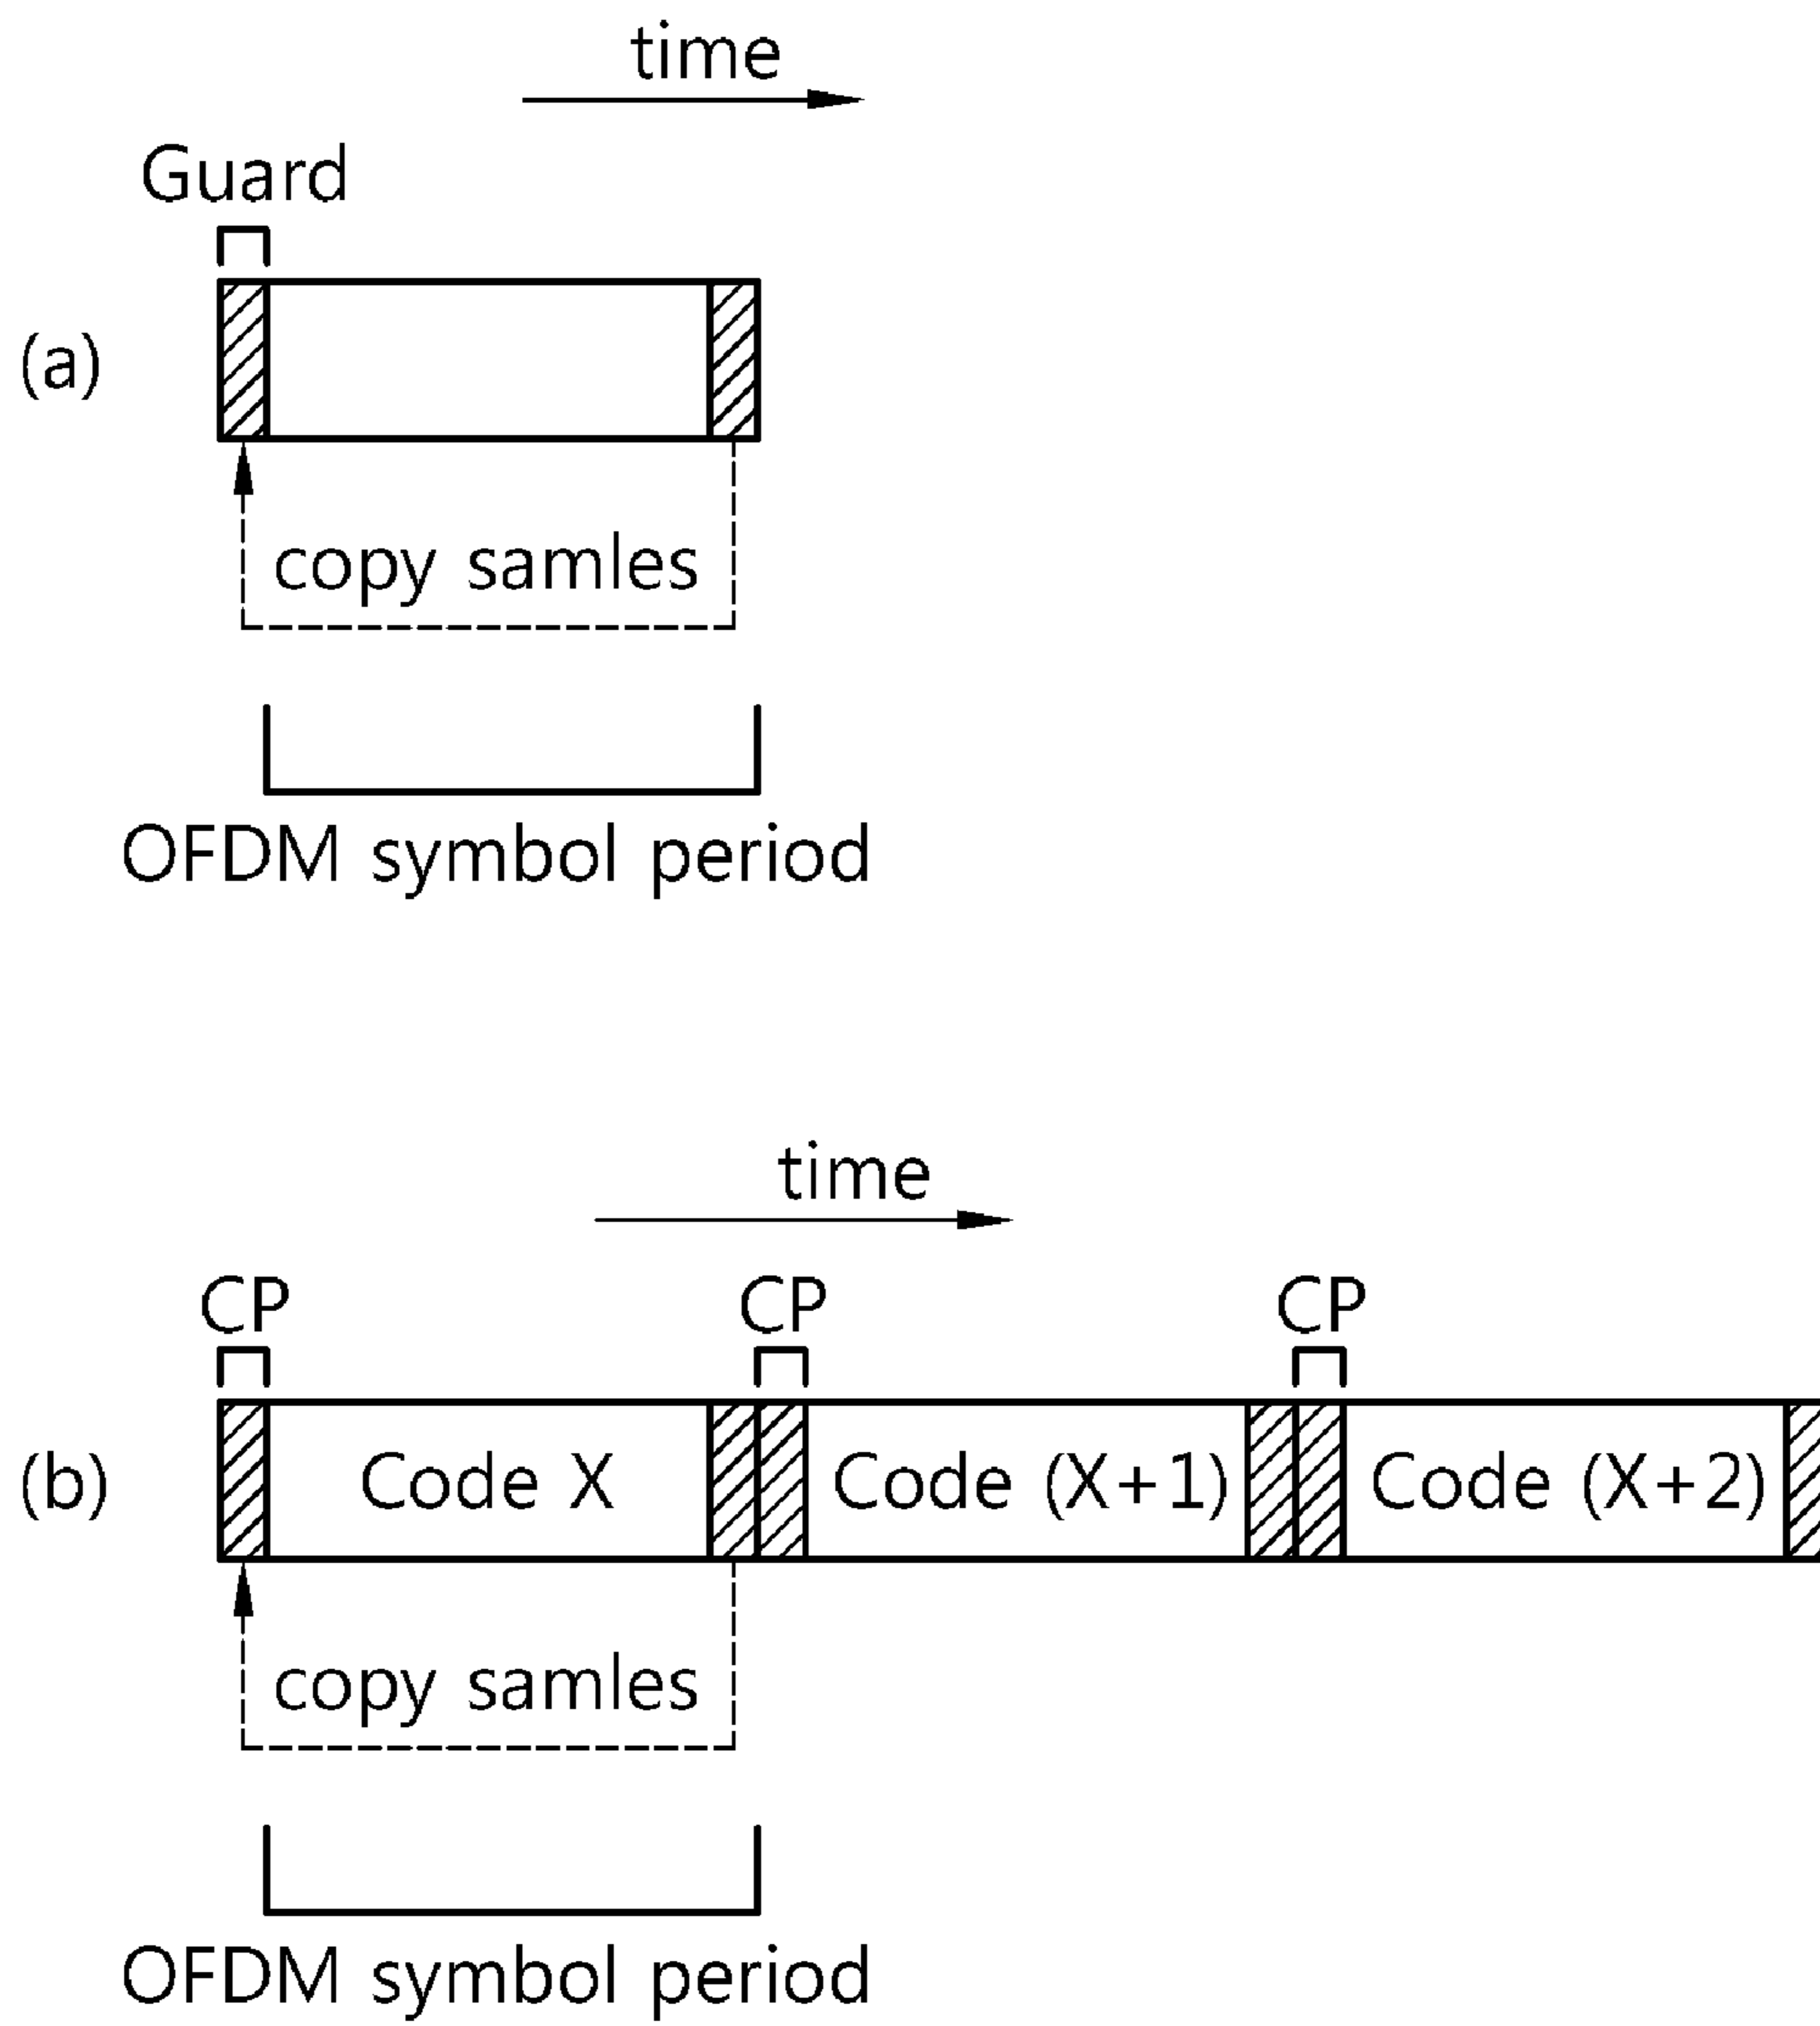 time
Guard
(a)
copy samles
OFDM symbol period
time
CP CP CP
(b) Code X Code (X+1) Code (X+2)
copy samles
OFDM symbol period